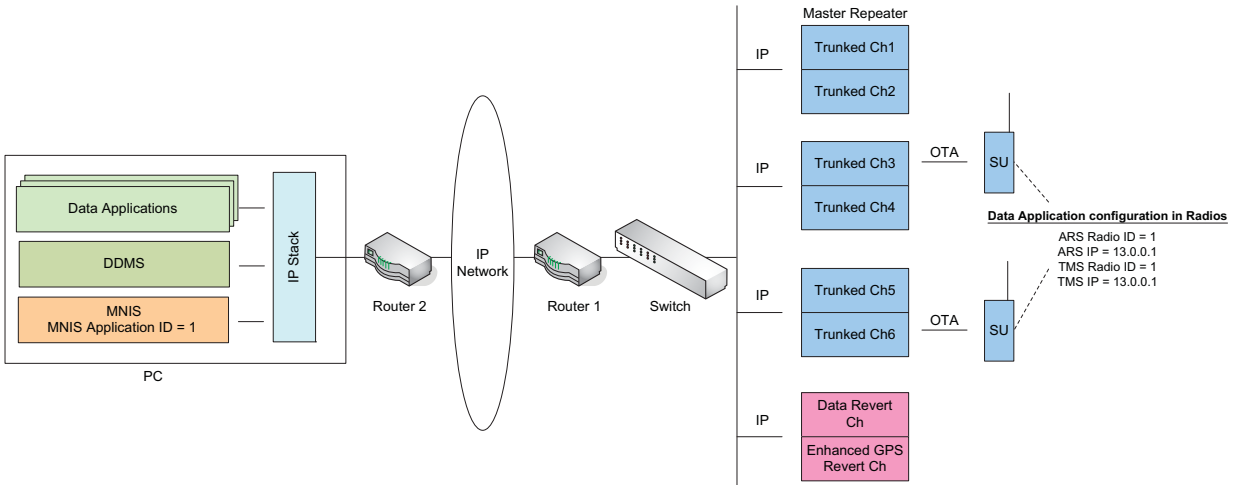 Data Applications
DDMS
MNIS
MNIS Application ID = 1
IP Stack
PC
Router 2
IP
Network
Router 1
Switch
IP
Master Repeater
Trunked Ch1
Trunked Ch2
IP
Trunked Ch3
Trunked Ch4
OTA
SU
Data Application configuration in Radios
ARS Radio ID = 1
ARS IP = 13.0.0.1
TMS Radio ID = 1
TMS IP = 13.0.0.1
IP
Trunked Ch5
Trunked Ch6
OTA
SU
IP
Data Revert
Ch
Enhanced GPS
Revert Ch